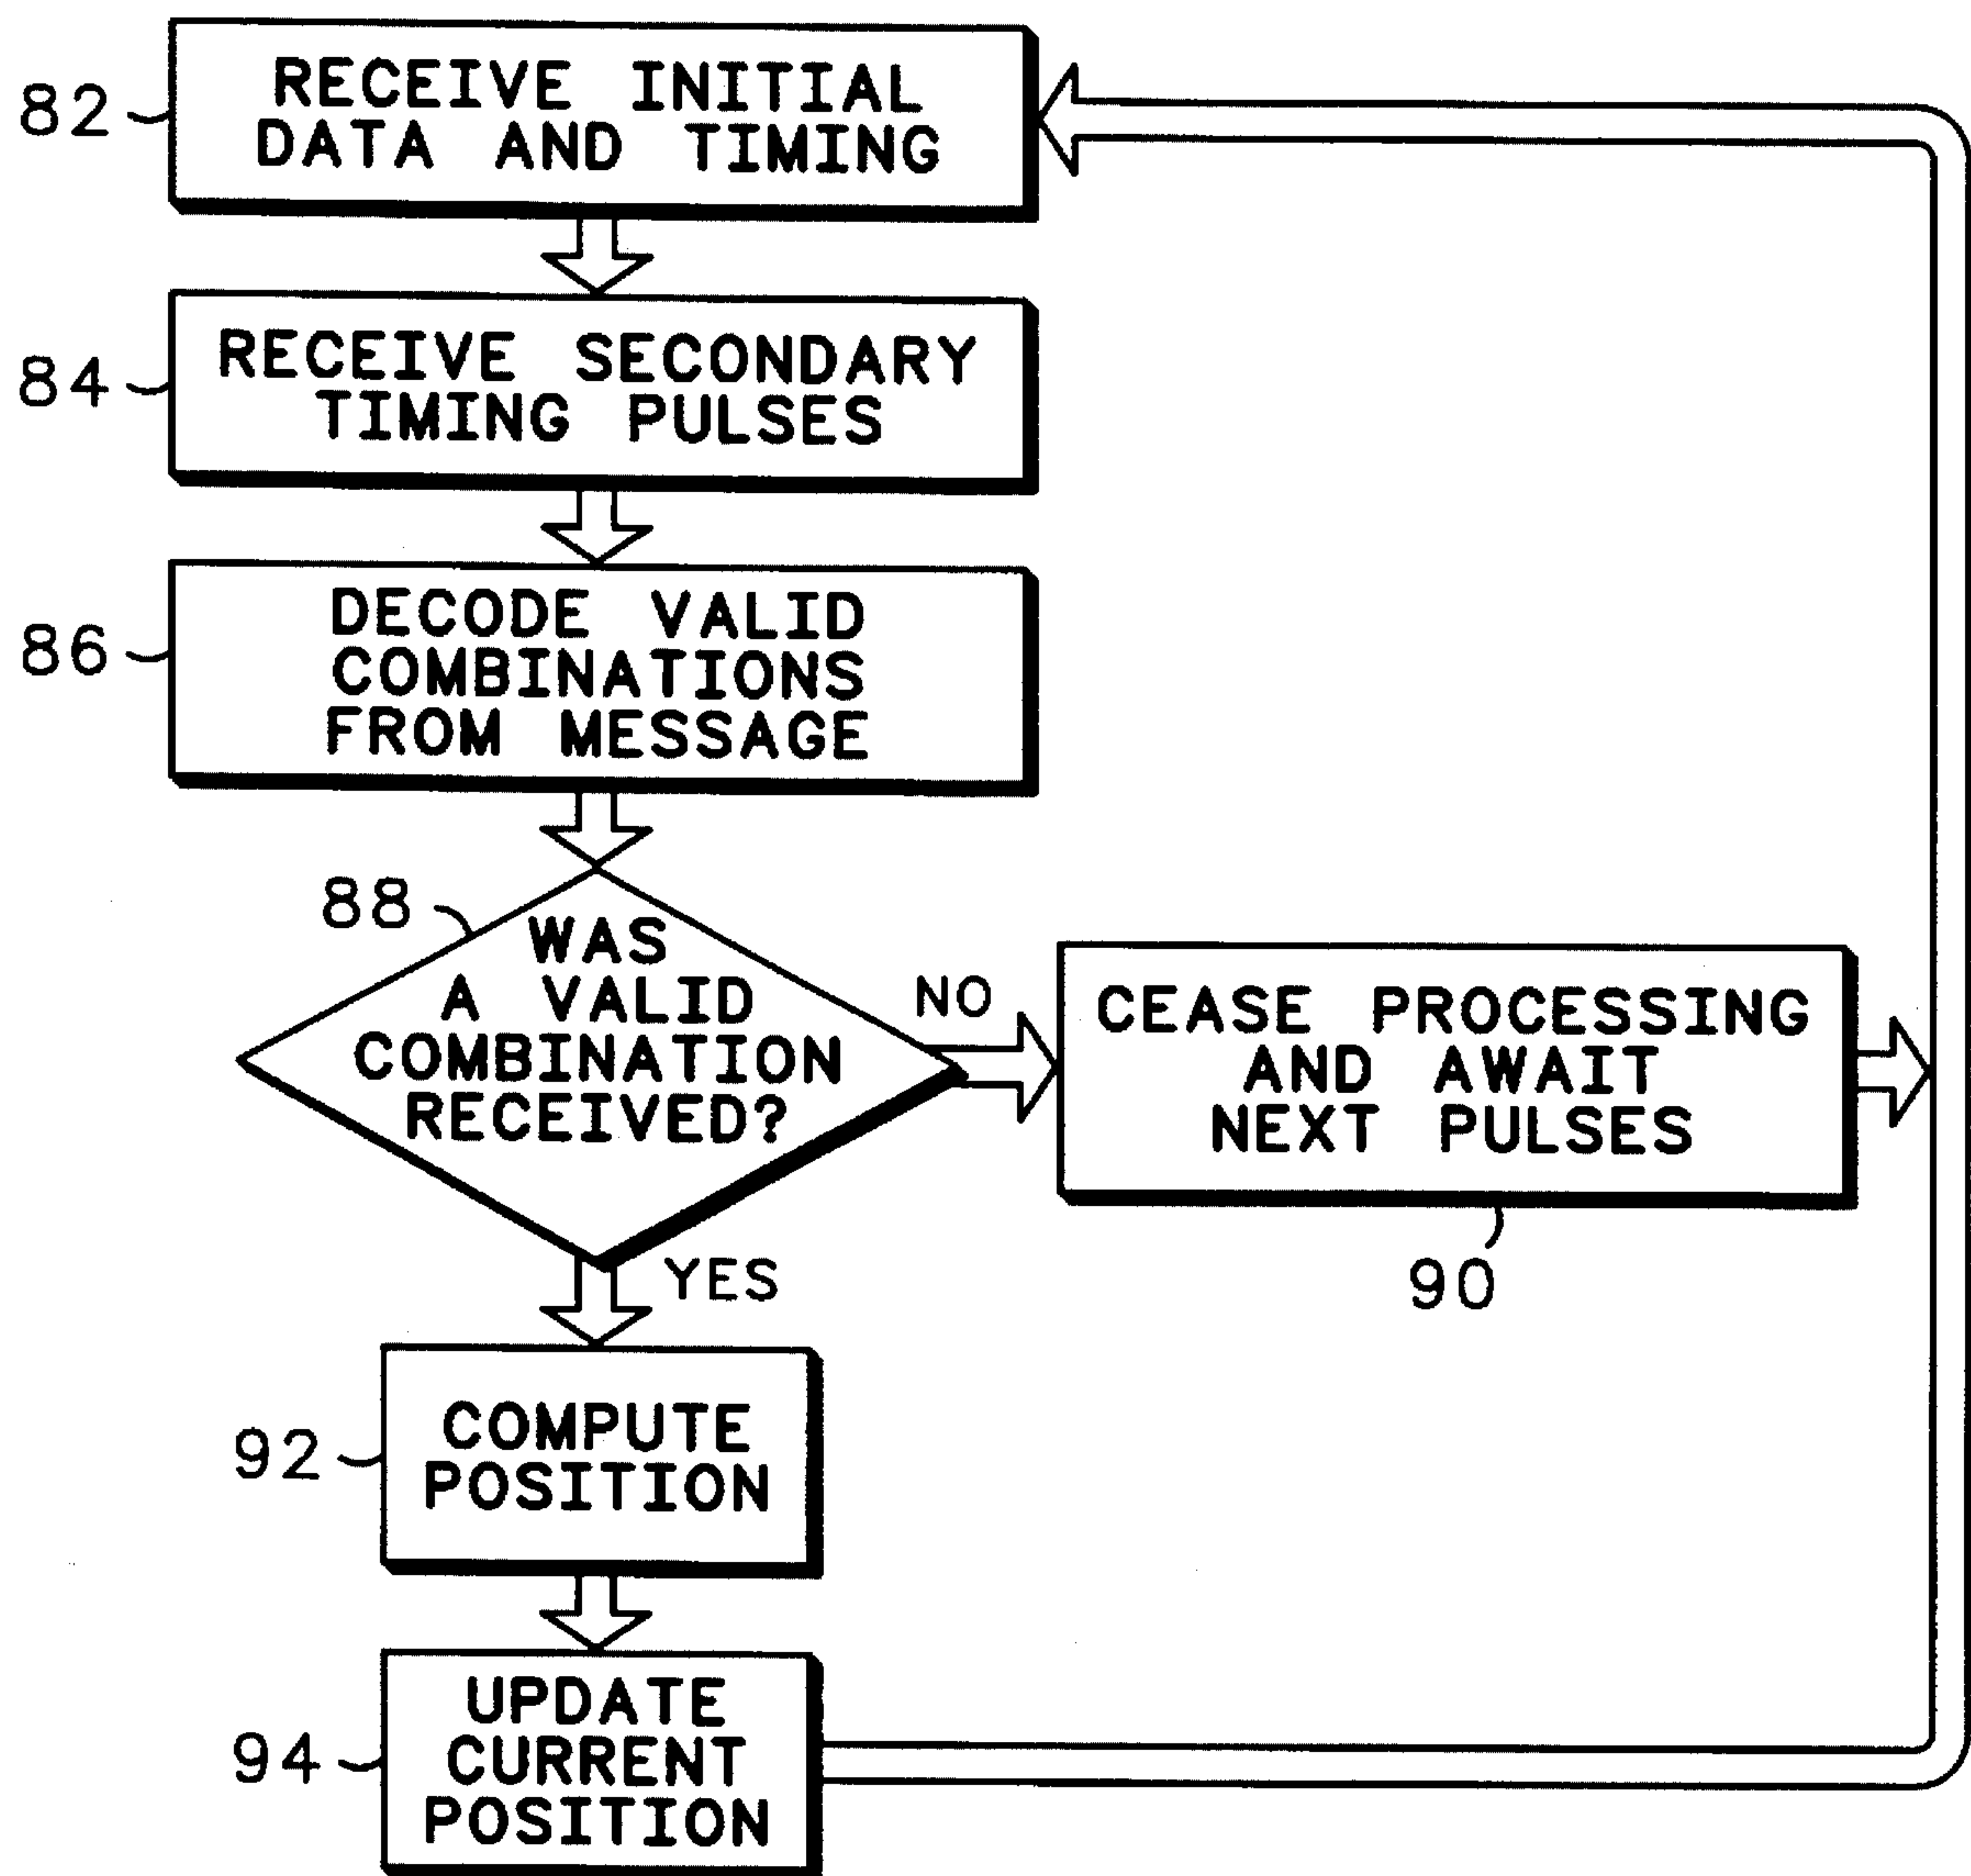 82
RECEIVE INITIAL
DATA AND TIMING
84
RECEIVE SECONDARY
TIMING PULSES
86
DECODE VALID
COMBINATIONS
FROM MESSAGE
88
WAS
A VALID
COMBINATION
RECEIVED?
NO
CEASE PROCESSING
AND AWAIT
NEXT PULSES
90
YES
92
COMPUTE
POSITION
94
UPDATE
CURRENT
POSITION